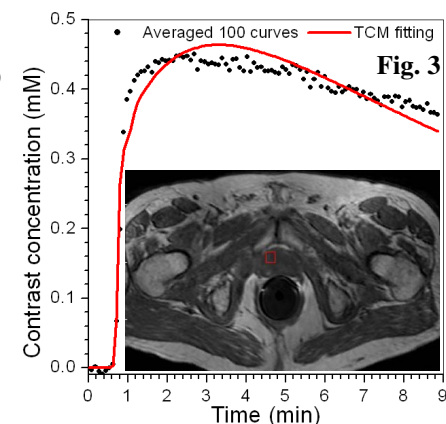 Averaged 100 curves
TCM fitting
Fig. 3
Contrast concentration (mM)
0.5
0.4
0.3
0.2
0.1
0.0
0 1 2 3 4 5 6 7 8 9
Time (min)